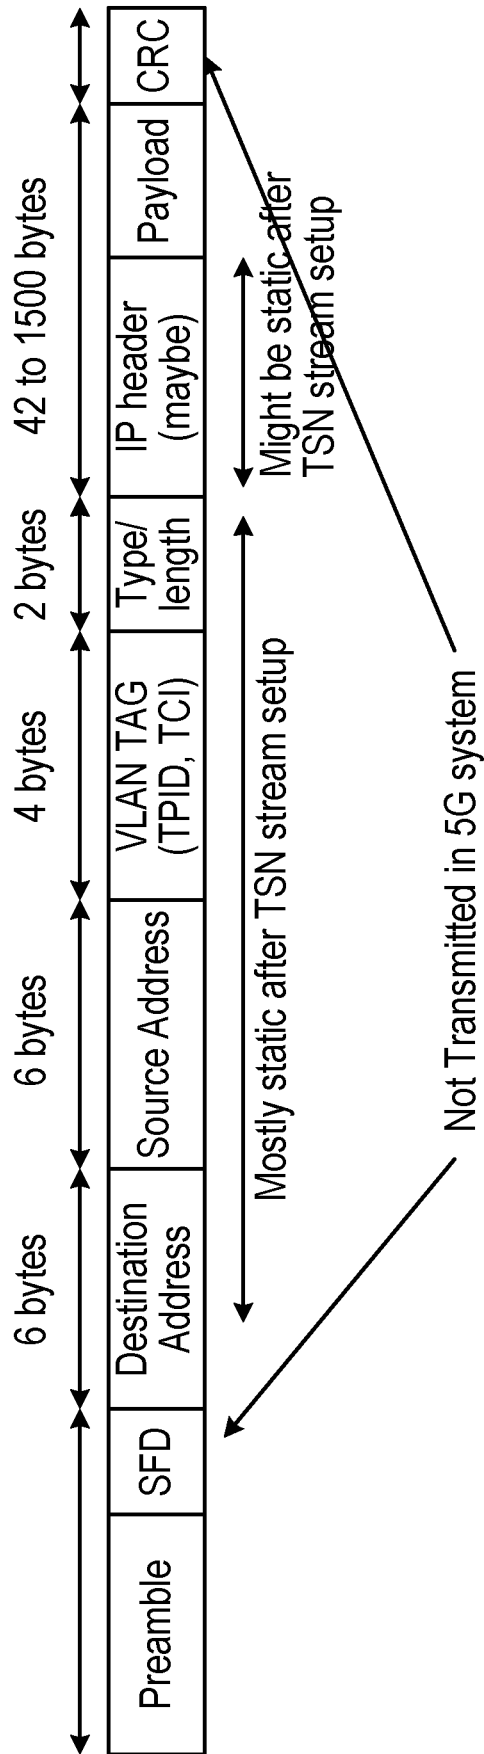 6 bytes
6 bytes
4 bytes
2 bytes
42 to 1500 bytes
Preamble
SFD
Destination
Address
Source Address
VLAN TAG
(TPID, TCI)
Type/
length
IP header
(maybe)
Payload
CRC
Mostly static after TSN stream setup
Might be static after
TSN stream setup
Not Transmitted in 5G system